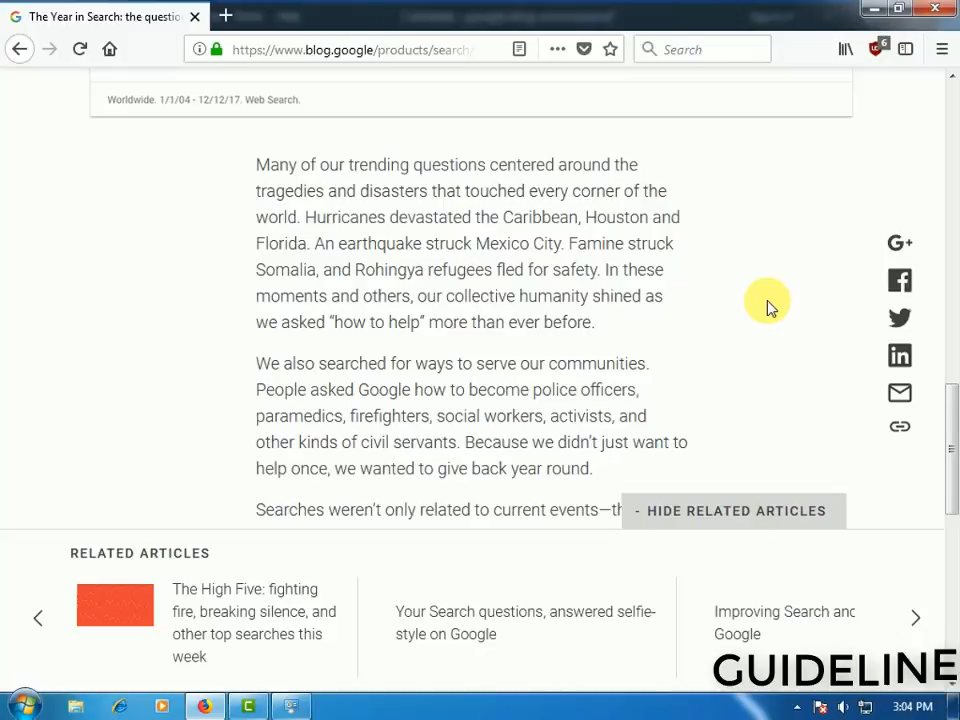 The Year in Search: the questio
https://www.blog.google/products/search/
Search
6
Worldwide. 1/1/04 - 12/12/17. Web Search.
Many of our trending questions centered around the
tragedies and disasters that touched every corner of the
world. Hurricanes devastated the Caribbean, Houston and
Florida. An earthquake struck Mexico City. Famine struck
Somalia, and Rohingya refugees fled for safety. In these
moments and others, our collective humanity shined as
we asked “how to help” more than ever before.
We also searched for ways to serve our communities.
People asked Google how to become police officers,
paramedics, firefighters, social workers, activists, and
other kinds of civil servants. Because we didn’t just want to
help once, we wanted to give back year round.
Searches weren’t only related to current events—th
- HIDE RELATED ARTICLES
RELATED ARTICLES
The High Five: fighting
fire, breaking silence, and
other top searches this
week
Your Search questions, answered selfie-
style on Google
Improving Search and
Google
GUIDELINE
3:04 PM